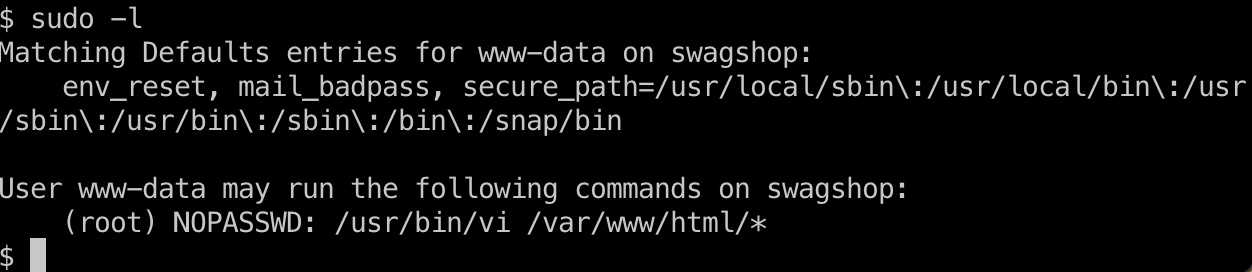 $ sudo -l
Matching Defaults entries for www-data on swagshop:
    env_reset, mail_badpass, secure_path=/usr/local/sbin\:/usr/local/bin\:/usr
/sbin\:/usr/bin\:/sbin\:/bin\:/snap/bin

User www-data may run the following commands on swagshop:
    (root) NOPASSWD: /usr/bin/vi /var/www/html/*
$